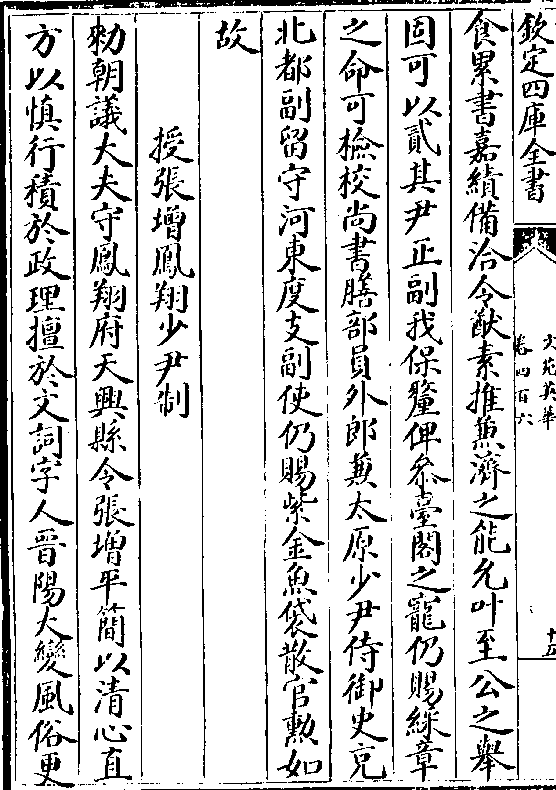 欽定四庫全書
文苑英華
卷四百六
十五
食累書嘉績備洽令猷素推兼濟之能允叶至公之舉
固可以貳其尹正副我保釐俾叅臺閣之寵仍賜綵章
之命可檢校尚書膳部員外郎兼太原少尹侍御史充
北都副留守河東度支副使仍賜紫金魚袋散官勲如
故
授張增鳳翔少尹制
勑朝議大夫守鳳翔府天興縣令張增平簡以清心直
方以慎行積於政理擅於文詞字人晋陽大變風俗更